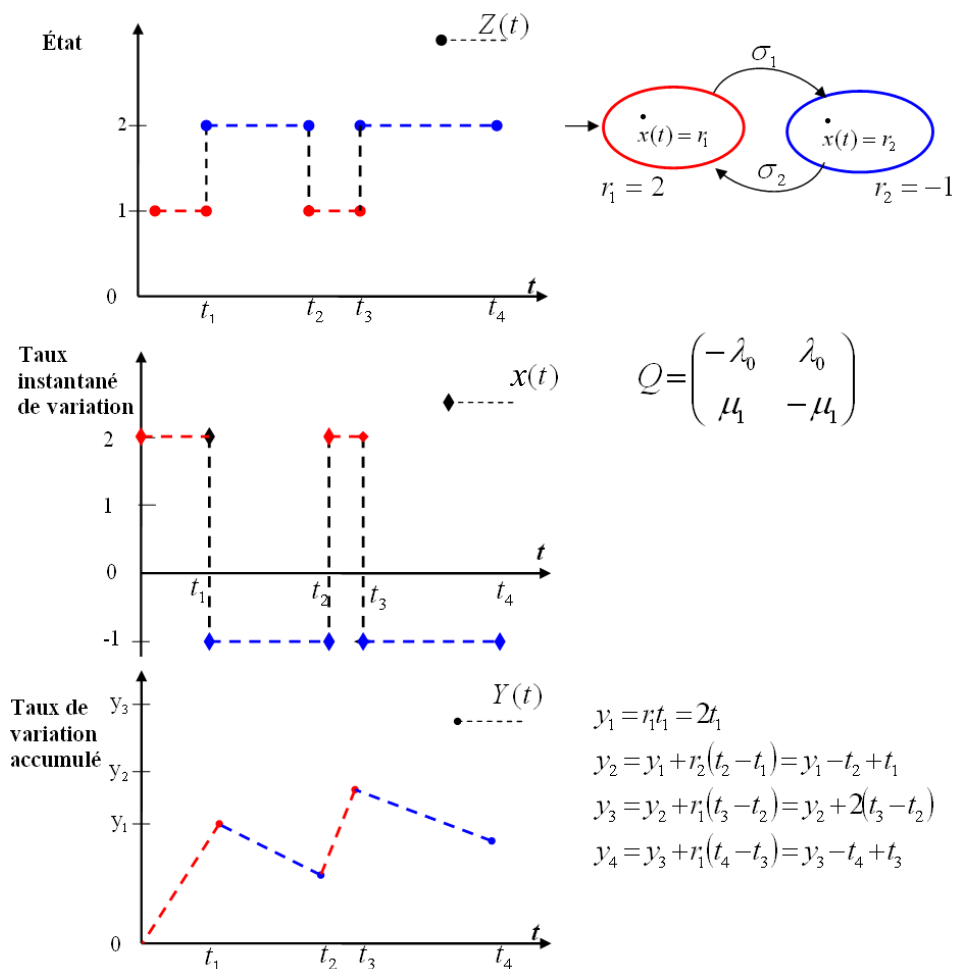 État
Z(t)
2
1
0
t₁
t₂
t₃
t₄
t
σ₁
x(t) = r₁
x(t) = r₂
σ₂
r₁ = 2
r₂ = −1
Taux
instantané
de variation
x(t)
2
1
0
-1
t₁
t₂
t₃
t₄
t
Q = (−λ₀ λ₀
μ₁ −μ₁)
Taux de
variation
accumulé
Y(t)
y₃
y₂
y₁
0
t₁
t₂
t₃
t₄
t
y₁ = r₁t₁ = 2t₁
y₂ = y₁ + r₂(t₂ − t₁) = y₁ − t₂ + t₁
y₃ = y₂ + r₁(t₃ − t₂) = y₂ + 2(t₃ − t₂)
y₄ = y₃ + r₁(t₄ − t₃) = y₃ − t₄ + t₃